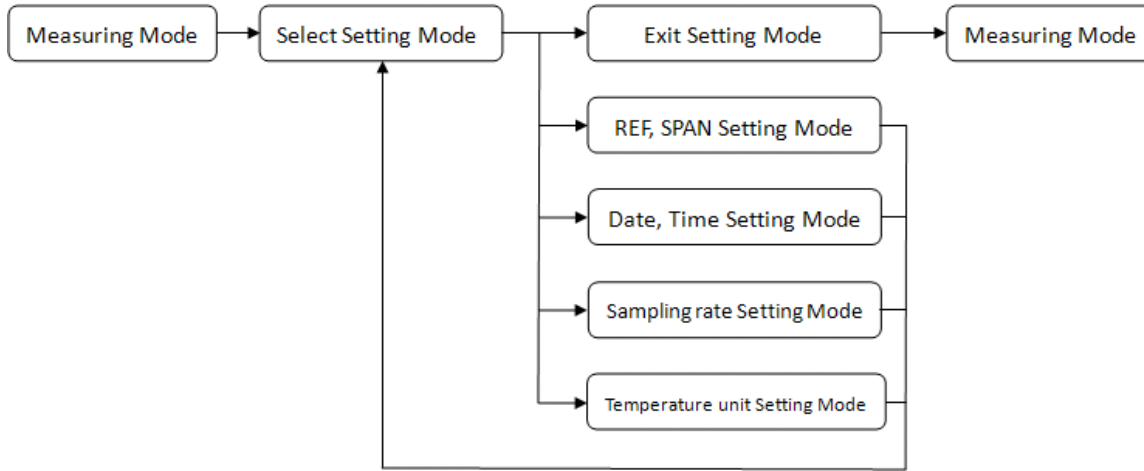 Measuring Mode
Select Setting Mode
Exit Setting Mode
Measuring Mode
REF, SPAN Setting Mode
Date, Time Setting Mode
Sampling rate Setting Mode
Temperature unit Setting Mode